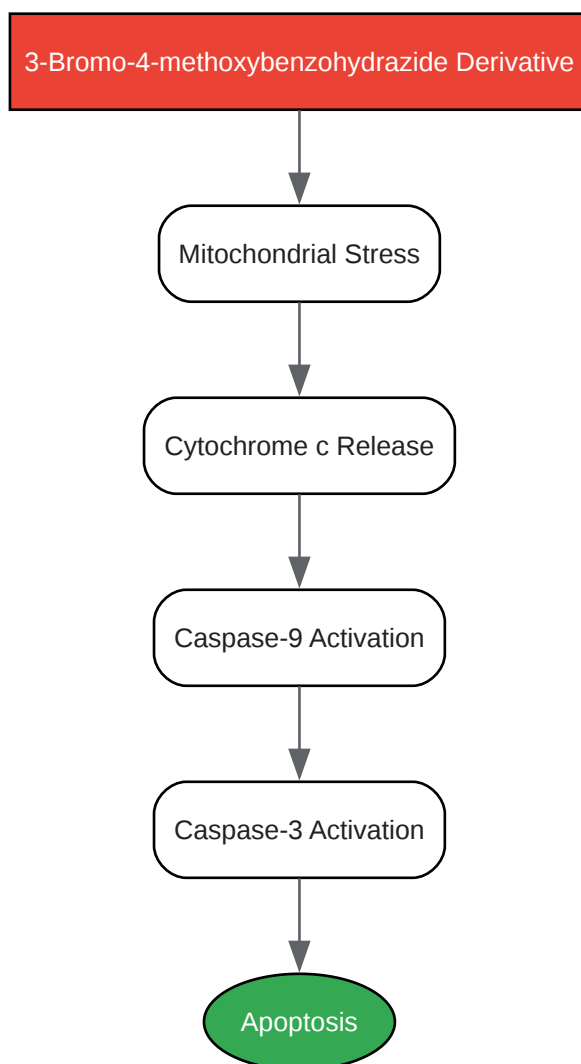 3-Bromo-4-methoxybenzohydrazide Derivative
Mitochondrial Stress
Cytochrome c Release
Caspase-9 Activation
Caspase-3 Activation
Apoptosis